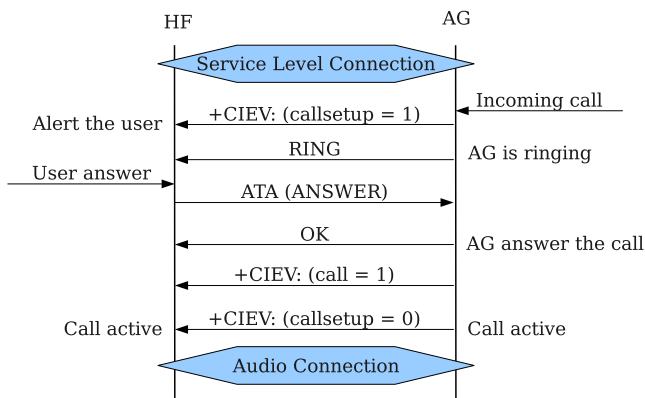 HF
AG
Service Level Connection
Incoming call
+CIEV: (callsetup = 1)
Alert the user
RING
AG is ringing
User answer
ATA (ANSWER)
OK
AG answer the call
+CIEV: (call = 1)
+CIEV: (callsetup = 0)
Call active
Call active
Audio Connection